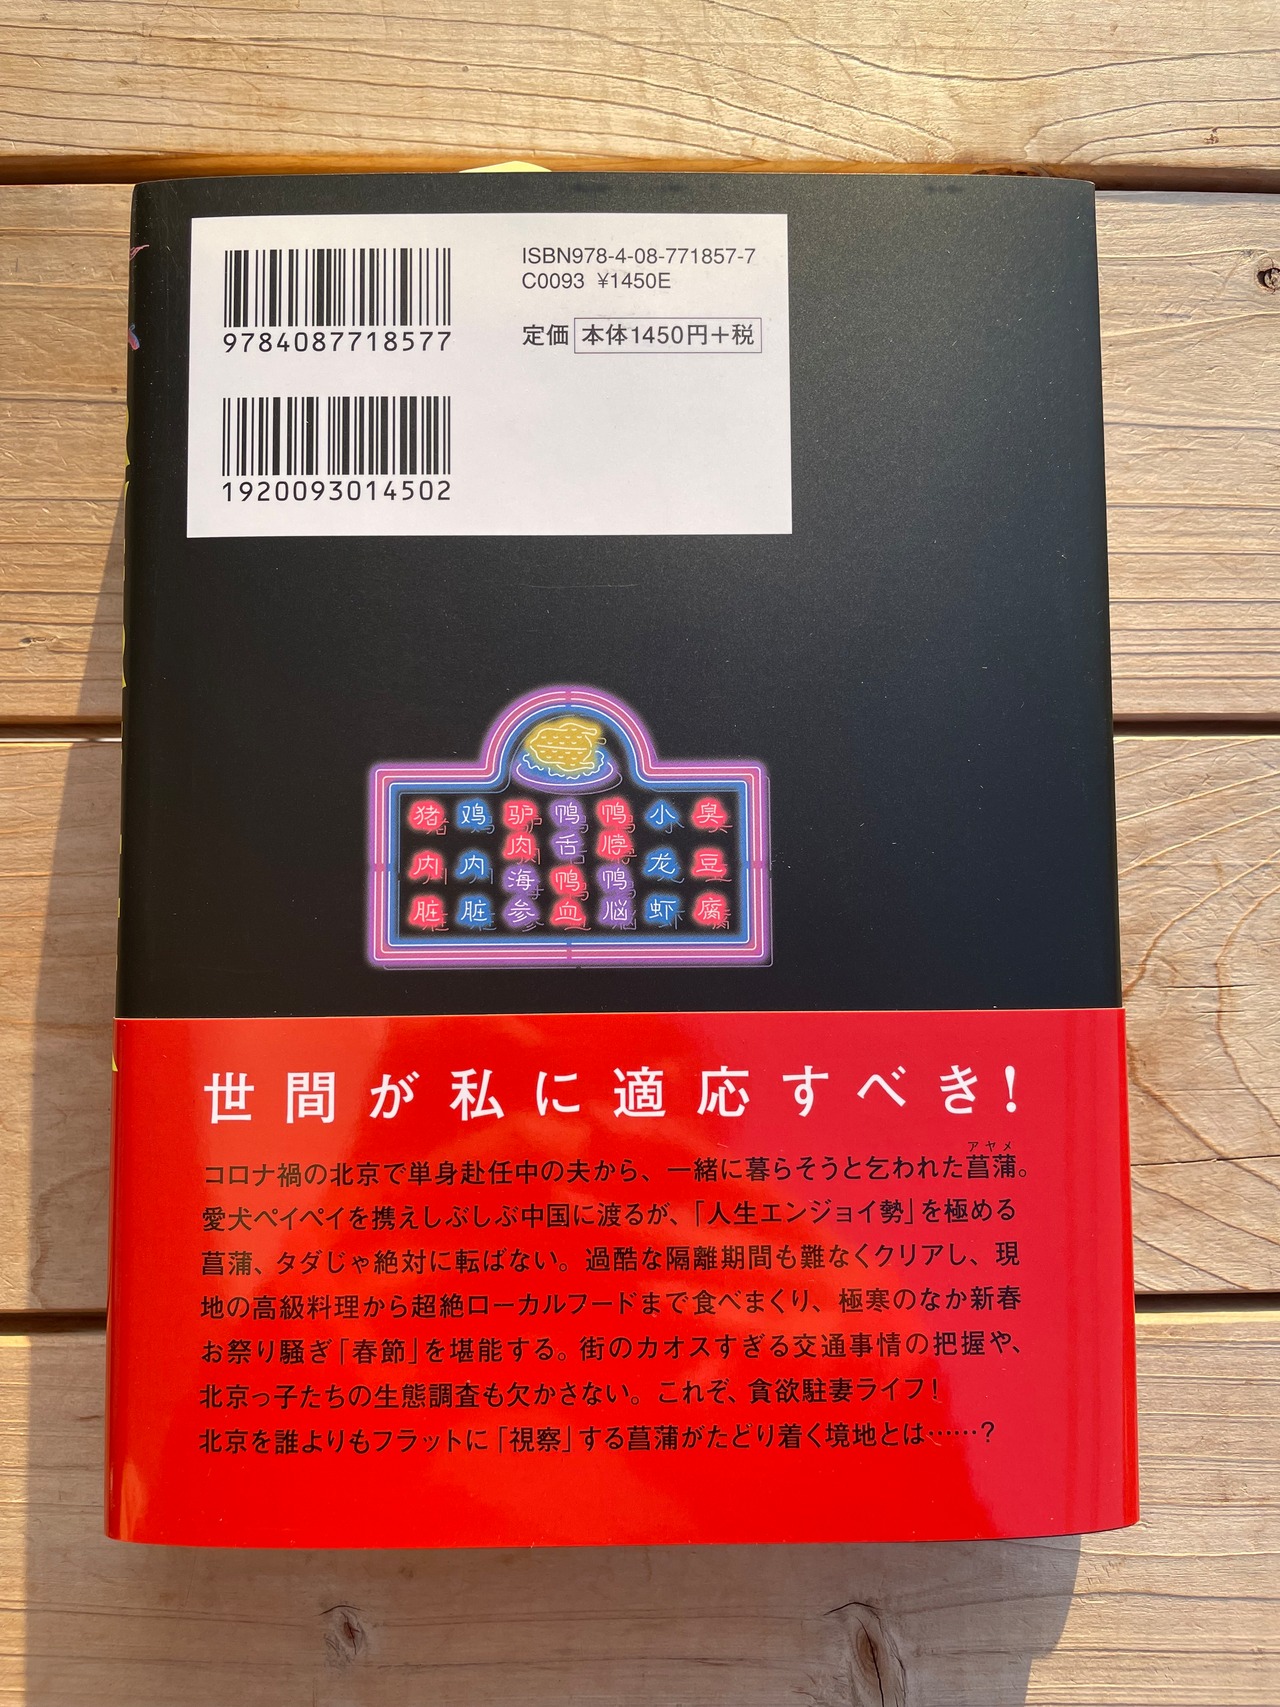 ISBN978-4-08-771857-7
C0093 ¥1450E
定価 本体1450円+税
9784087718577
1920093014502
猪内脏
鸡内脏
驴肉
海参
鸭舌
鸭血
鸭脖
鸭脑
小龙虾
臭豆腐
世間が私に適応すべき!
アヤメ
コロナ禍の北京で単身赴任中の夫から、一緒に暮らそうと乞われた菖蒲。
愛犬ペイペイを携えしぶしぶ中国に渡るが、「人生エンジョイ勢」を極める
菖蒲、タダじゃ絶対に転ばない。過酷な隔離期間も難なくクリアし、現
地の高級料理から超絶ローカルフードまで食べまくり、極寒のなか新春
お祭り騒ぎ「春節」を堪能する。街のカオスすぎる交通事情の把握や、
北京っ子たちの生態調査も欠かさない。これぞ、貪欲駐妻ライフ!
北京を誰よりもフラットに「視察」する菖蒲がたどり着く境地とは……?